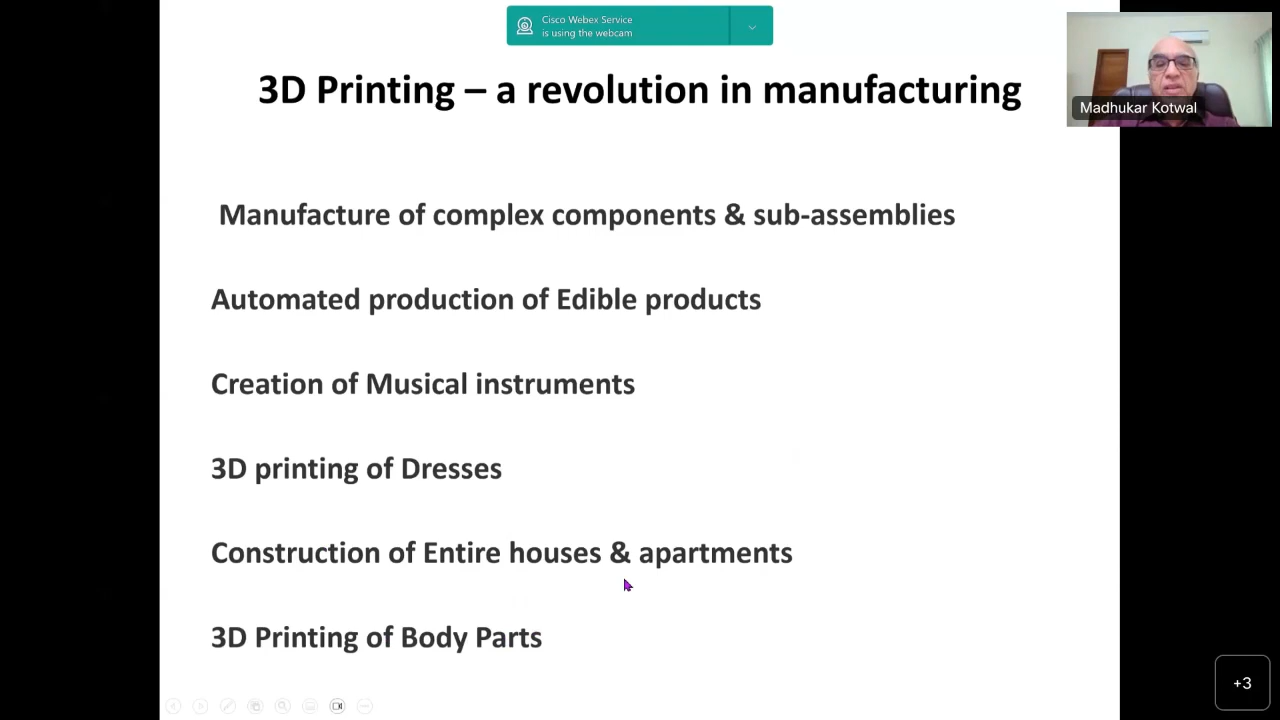 Cisco Webex Service
is using the webcam
3D Printing – a revolution in manufacturing
Madhukar Kotwal
Manufacture of complex components & sub-assemblies
Automated production of Edible products
Creation of Musical instruments
3D printing of Dresses
Construction of Entire houses & apartments
3D Printing of Body Parts
+3